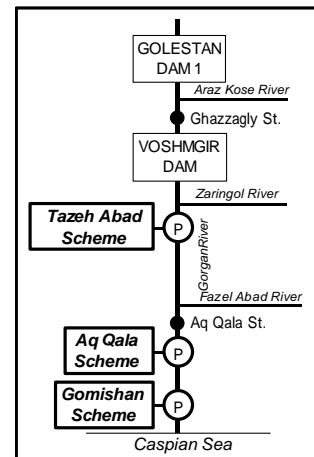 GOLESTAN
DAM 1
Araz Kose River
Ghazzagly St.
VOSHMGIR
DAM
Zaringol River
Tazeh Abad
Scheme
P
GorganRiver
Fazel Abad River
Aq Qala St.
Aq Qala
Scheme
P
Gomishan
Scheme
P
Caspian Sea